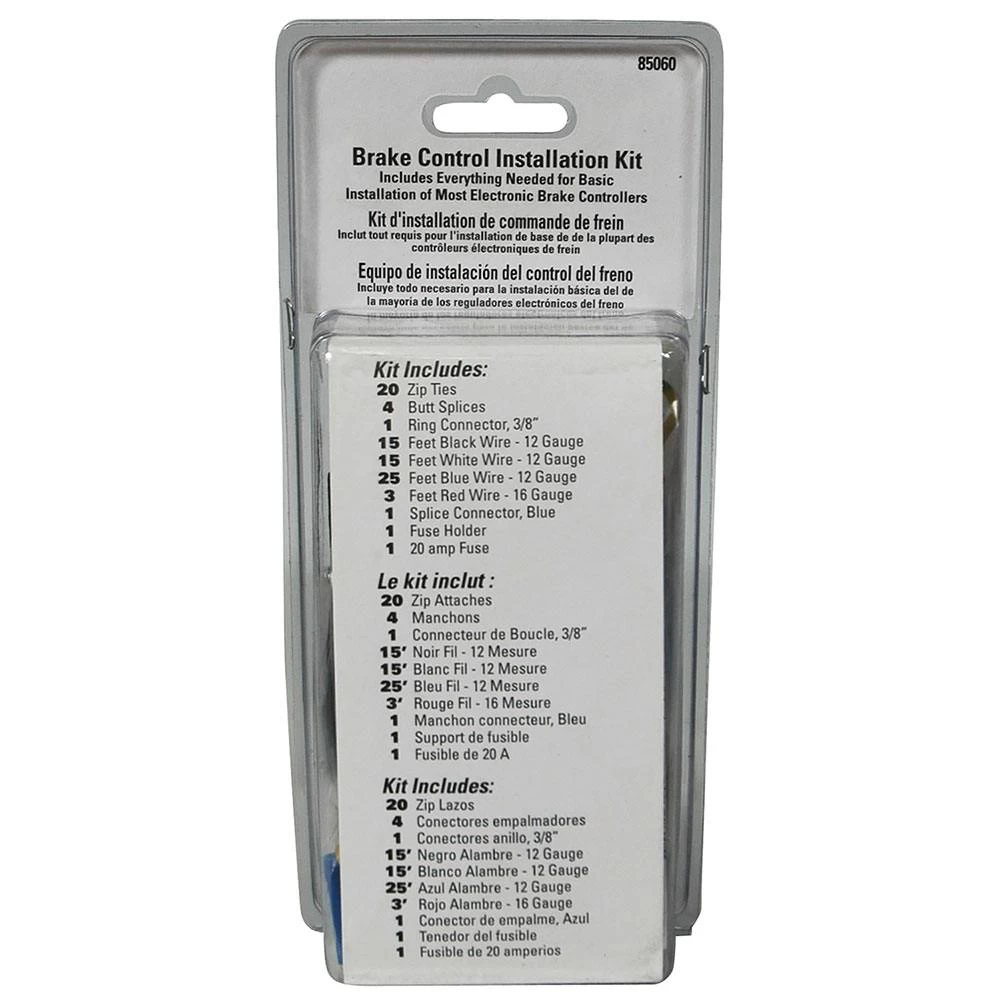 85060
Brake Control Installation Kit
Includes Everything Needed for Basic
Installation of Most Electronic Brake Controllers
Kit d'installation de commande de frein
Inclut tout requis pour l'installation de base de de la plupart des
contrôleurs électroniques de frein
Equipo de instalación del control del freno
Incluye todo necesario para la instalación básica del de
la mayoría de los reguladores electrónicos del freno
Kit Includes:
20 Zip Ties
4 Butt Splices
1 Ring Connector, 3/8"
15 Feet Black Wire - 12 Gauge
15 Feet White Wire - 12 Gauge
25 Feet Blue Wire - 12 Gauge
3 Feet Red Wire - 16 Gauge
1 Splice Connector, Blue
1 Fuse Holder
1 20 amp Fuse
Le kit inclut :
20 Zip Attaches
4 Manchons
1 Connecteur de Boucle, 3/8"
15' Noir Fil - 12 Mesure
15' Blanc Fil - 12 Mesure
25' Bleu Fil - 12 Mesure
3' Rouge Fil - 16 Mesure
1 Manchon connecteur, Bleu
1 Support de fusible
1 Fusible de 20 A
Kit Includes:
20 Zip Lazos
4 Conectores empalmadores
1 Conectores anillo, 3/8"
15' Negro Alambre - 12 Gauge
15' Blanco Alambre - 12 Gauge
25' Azul Alambre - 12 Gauge
3' Rojo Alambre - 16 Gauge
1 Conector de empalme, Azul
1 Tenedor del fusible
1 Fusible de 20 amperios